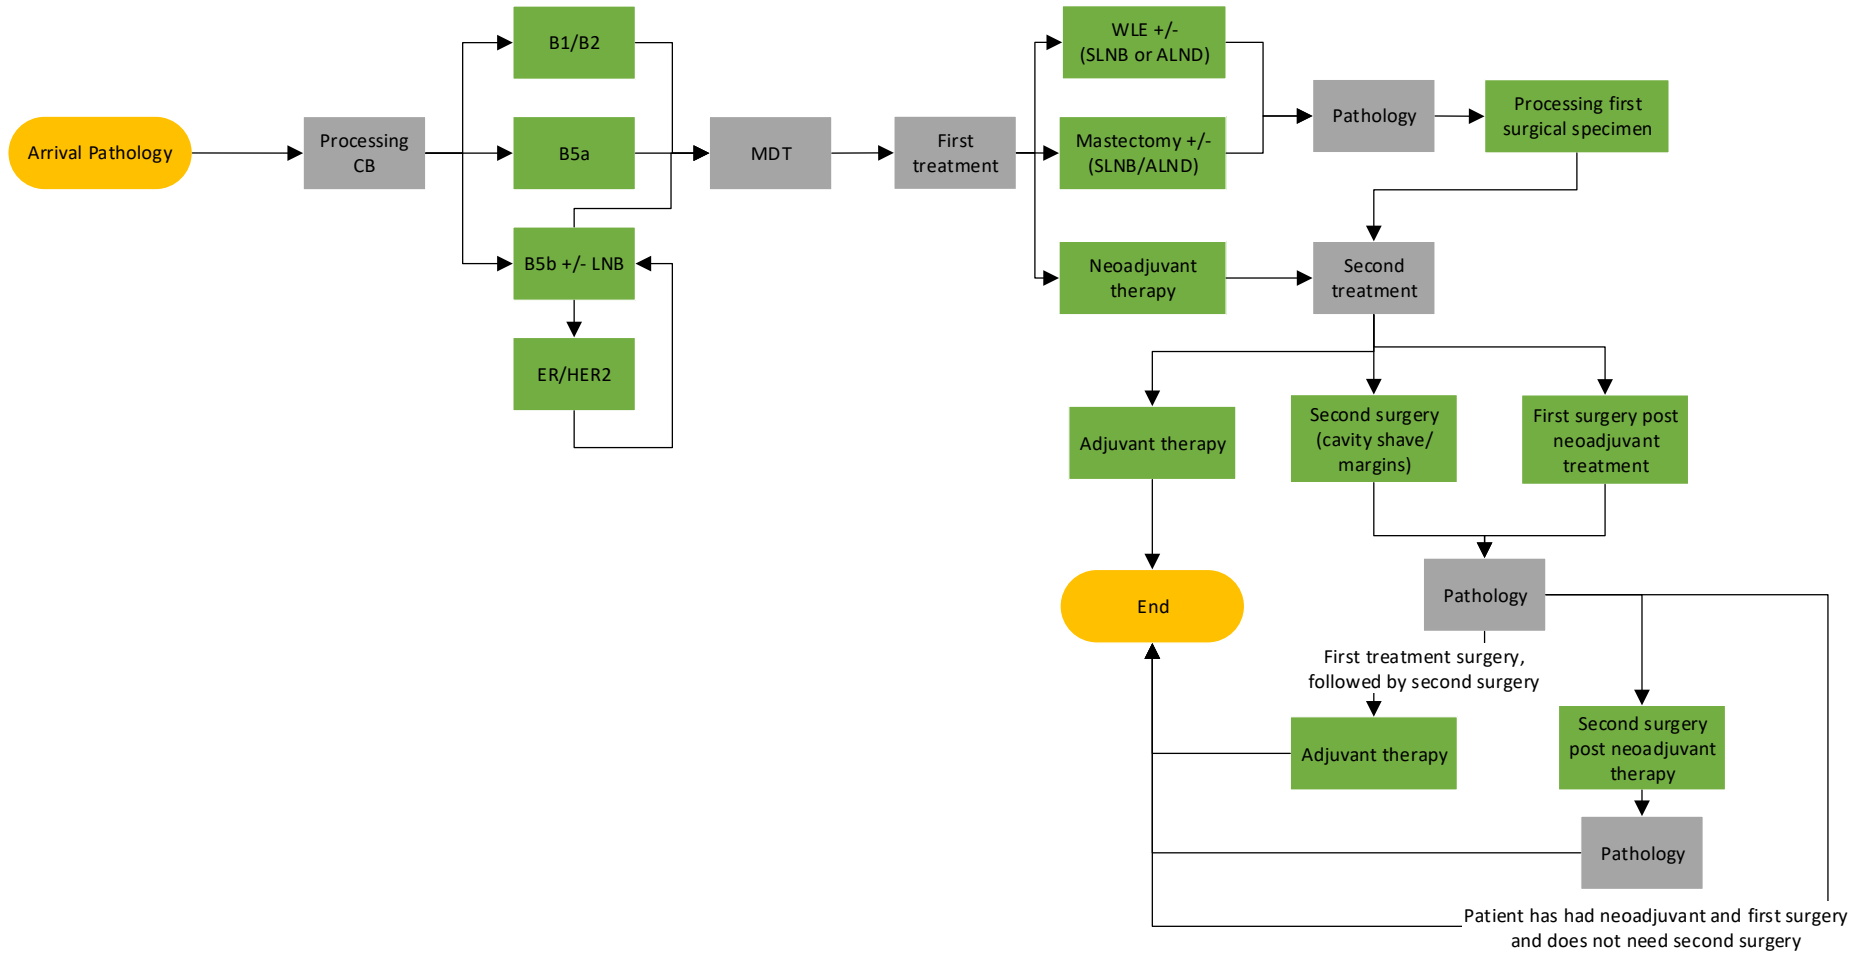 Arrival Pathology
Processing
CB
B1/B2
B5a
B5b +/- LNB
ER/HER2
MDT
First
treatment
WLE +/-
(SLNB or ALND)
Mastectomy +/-
(SLNB/ALND)
Neoadjuvant
therapy
Pathology
Processing first
surgical specimen
Second
treatment
Adjuvant therapy
Second surgery
(cavity shave/
margins)
First surgery post
neoadjuvant
treatment
End
Pathology
First treatment surgery,
followed by second surgery
Adjuvant therapy
Second surgery
post neoadjuvant
therapy
Pathology
Patient has had neoadjuvant and first surgery
and does not need second surgery